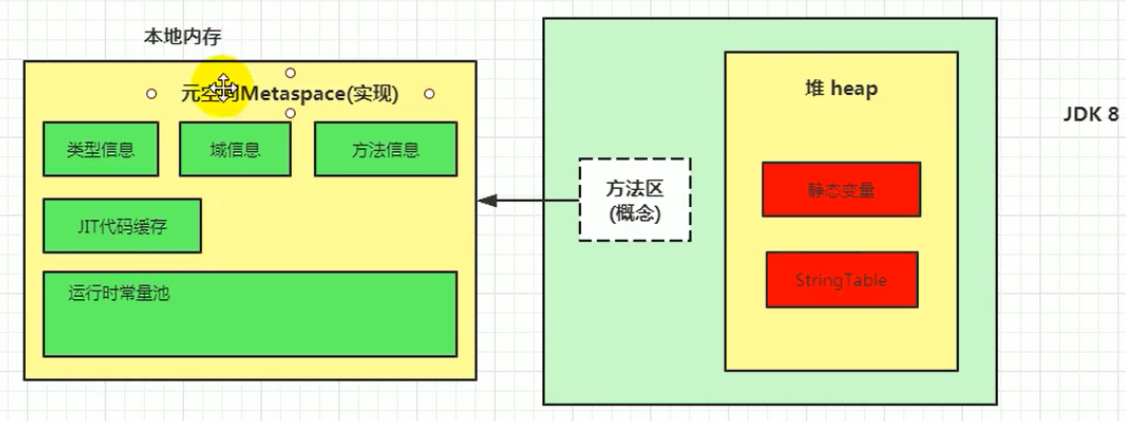 本地内存
元空间Metaspace(实现)
类型信息
域信息
方法信息
JIT代码缓存
运行时常量池
方法区
(概念)
堆 heap
静态变量
StringTable
JDK 8